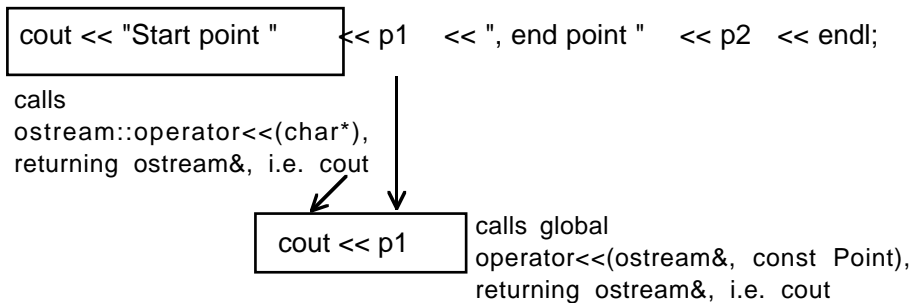 cout << "Start point " << p1 << ", end point " << p2 << endl;
calls
ostream::operator<<(char*),
returning ostream&, i.e. cout
cout << p1
calls global
operator<<(ostream&, const Point),
returning ostream&, i.e. cout